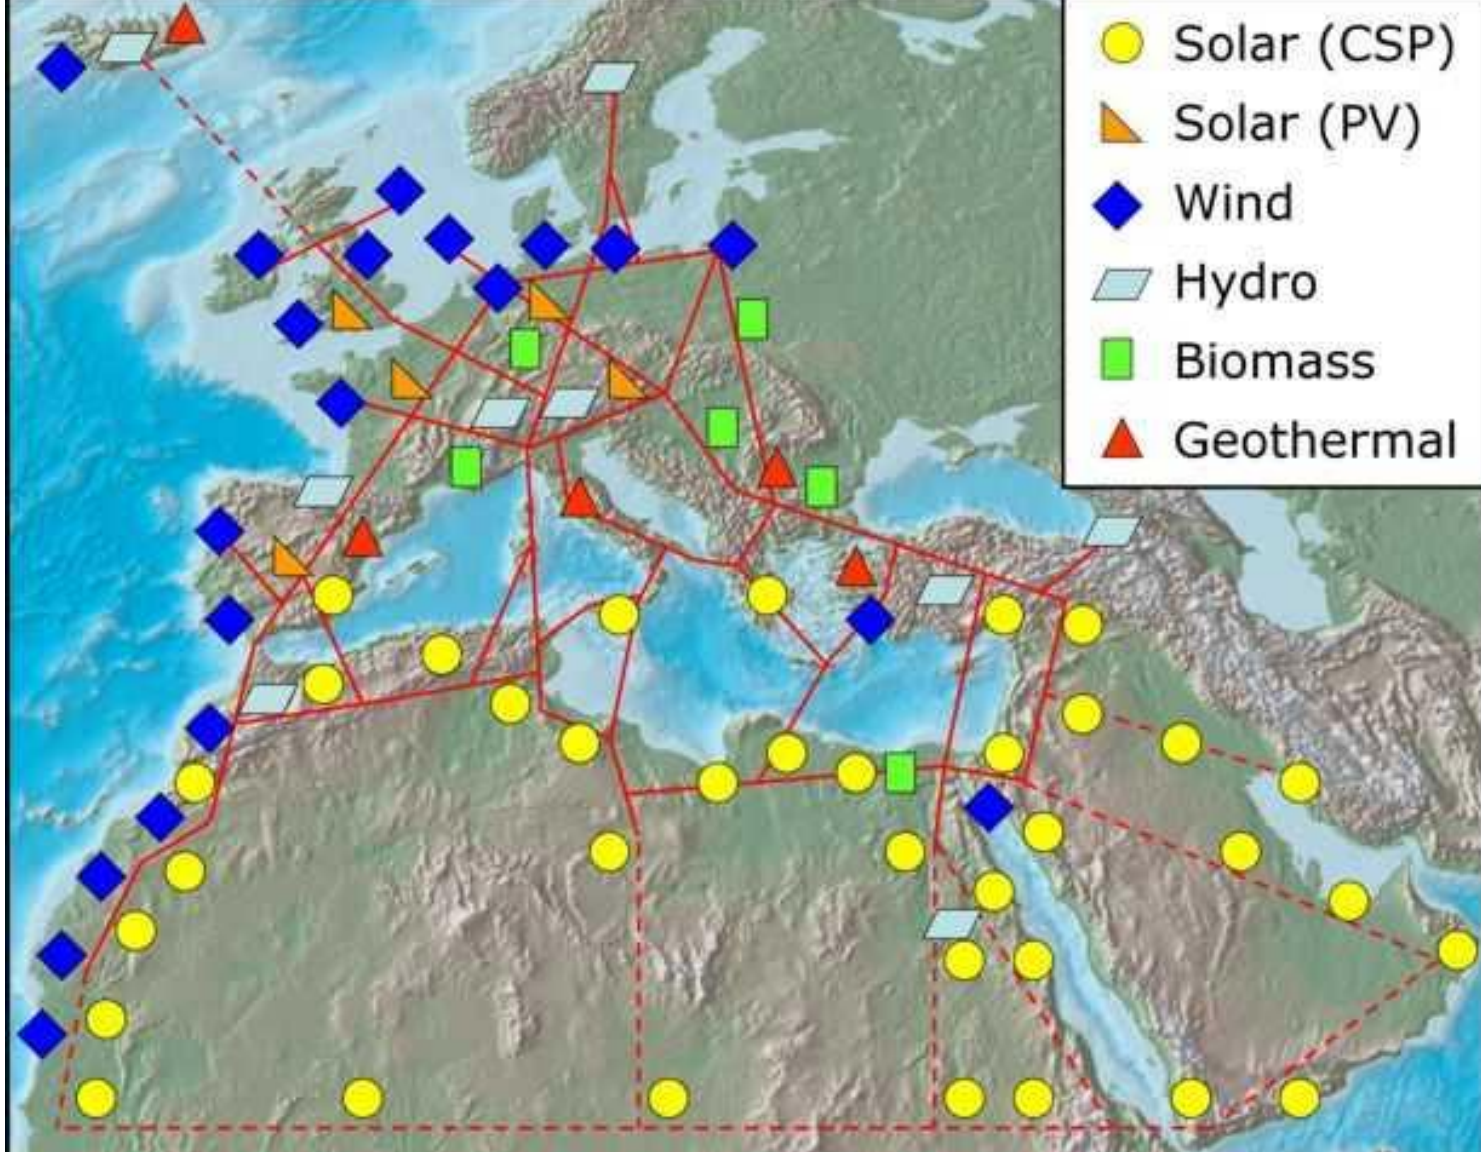 Solar (CSP)
Solar (PV)
Wind
Hydro
Biomass
Geothermal